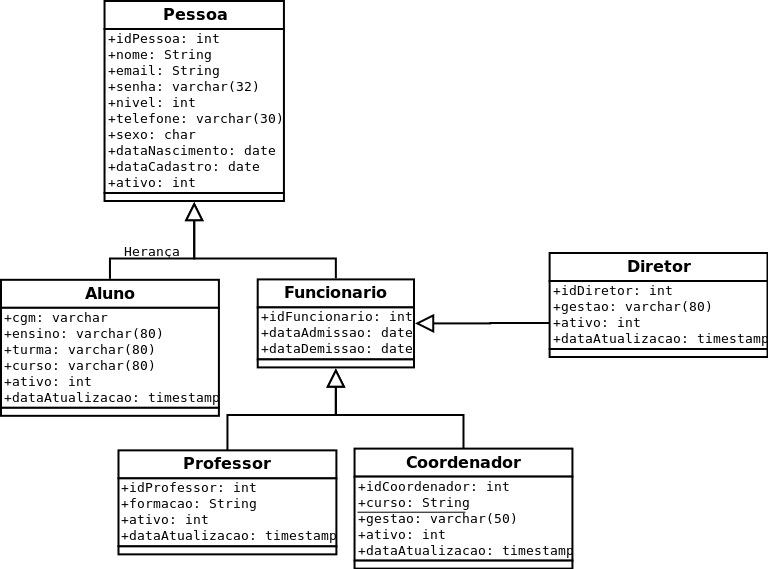 Pessoa
+idPessoa: int
+nome: String
+email: String
+senha: varchar(32)
+nivel: int
+telefone: varchar(30)
+sexo: char
+dataNascimento: date
+dataCadastro: date
+ativo: int
Herança
Aluno
+cgm: varchar
+ensino: varchar(80)
+turma: varchar(80)
+curso: varchar(80)
+ativo: int
+dataAtualizacao: timestamp
Funcionario
+idFuncionario: int
+dataAdmissao: date
+dataDemissao: date
Diretor
+idDiretor: int
+gestao: varchar(80)
+ativo: int
+dataAtualizacao: timestamp
Professor
+idProfessor: int
+formacao: String
+ativo: int
+dataAtualizacao: timestamp
Coordenador
+idCoordenador: int
+curso: String
+gestao: varchar(50)
+ativo: int
+dataAtualizacao: timestamp